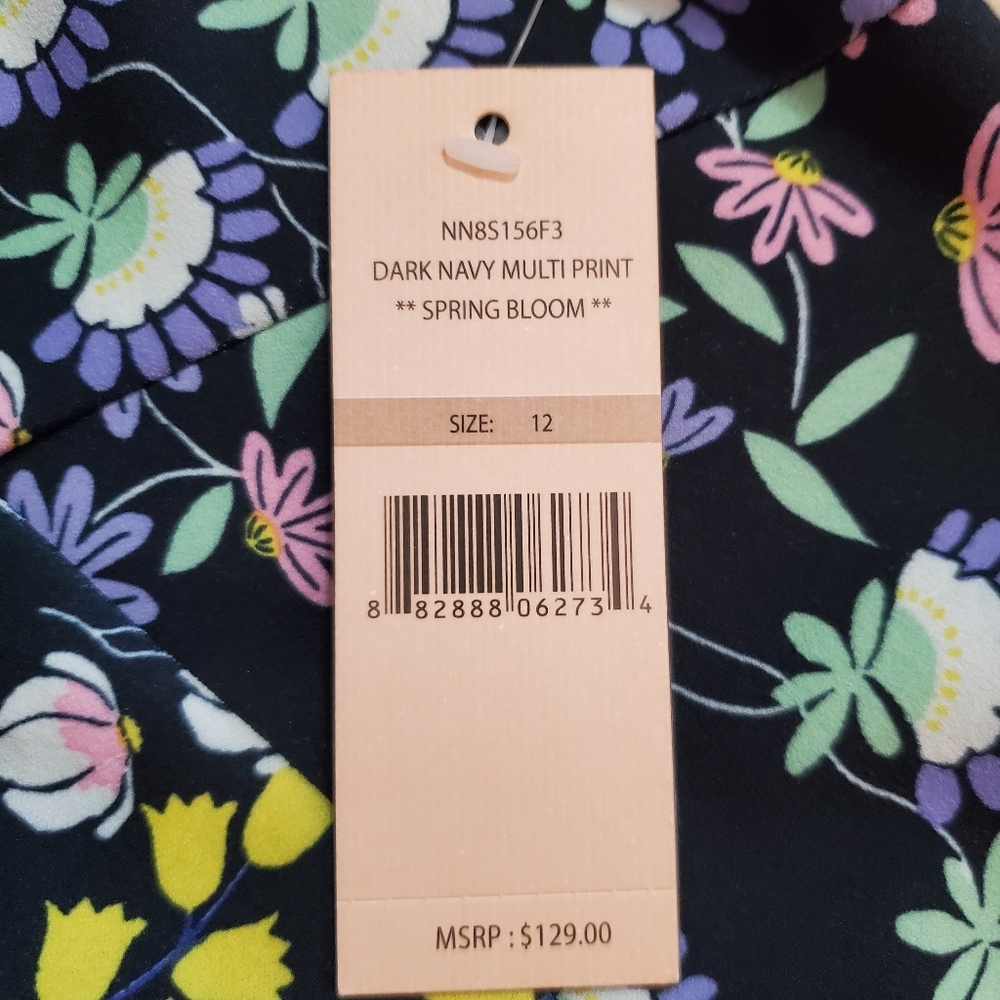 NN8S156F3
DARK NAVY MULTI PRINT
** SPRING BLOOM **
SIZE: 12
8 82888 06273 4
MSRP : $129.00